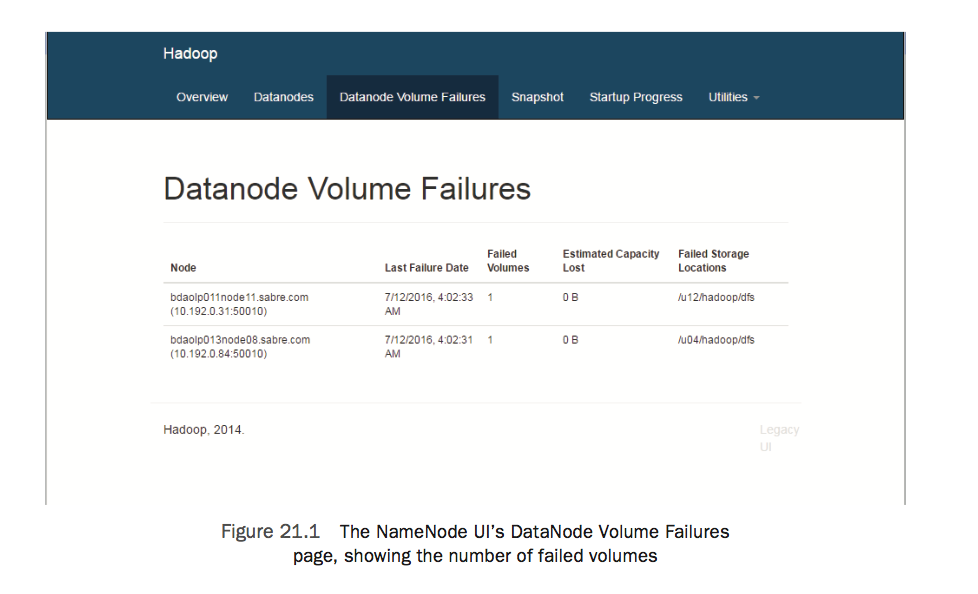 Hadoop
Overview Datanodes Datanode Volume Failures Snapshot Startup Progress Utilities
Datanode Volume Failures
Node Last Failure Date Failed Volumes Estimated Capacity Lost Failed Storage Locations
bdaolp011node11.sabre.com 7/12/2016, 4:02:33 1 0 B /u12/hadoop/dfs
(10.192.0.31:50010) AM
bdaolp013node08.sabre.com 7/12/2016, 4:02:31 1 0 B /u04/hadoop/dfs
(10.192.0.84:50010) AM
Hadoop, 2014.
Legacy
UI
Figure 21.1 The NameNode UI's DataNode Volume Failures
page, showing the number of failed volumes